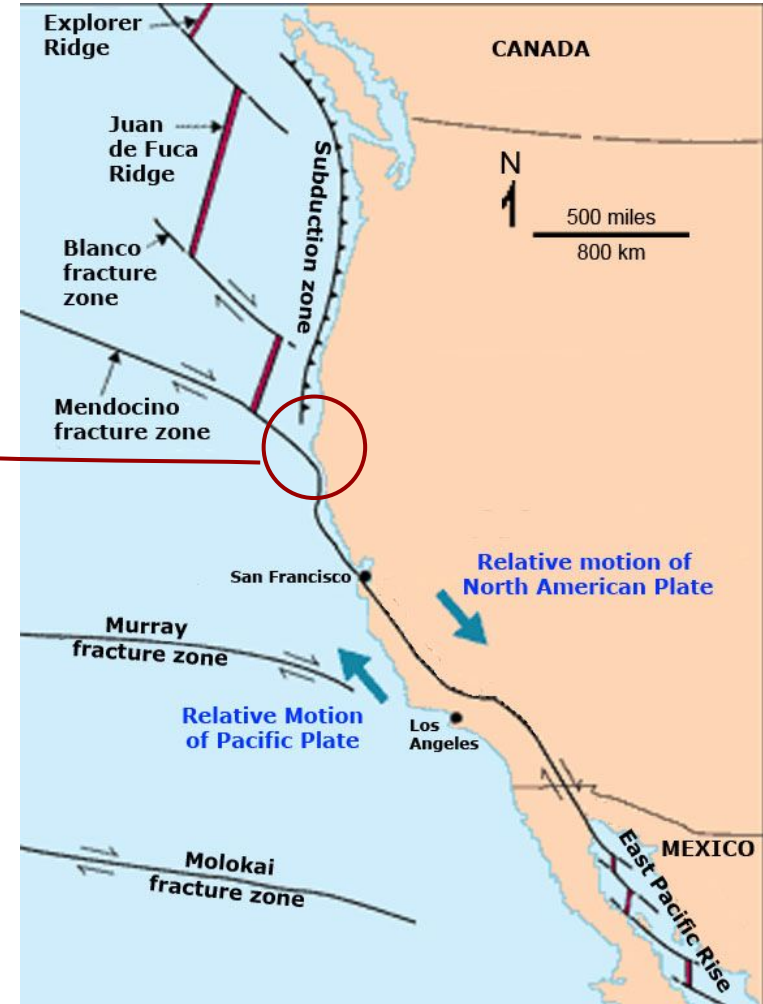 Explorer
Ridge
CANADA
Juan
de Fuca
Ridge
Subduction zone
N
500 miles
800 km
Blanco
fracture
zone
Mendocino
fracture zone
San Francisco
Relative motion of
North American Plate
Murray
fracture zone
Relative Motion
of Pacific Plate
Los
Angeles
East Pacific Rise
MEXICO
Molokai
fracture zone